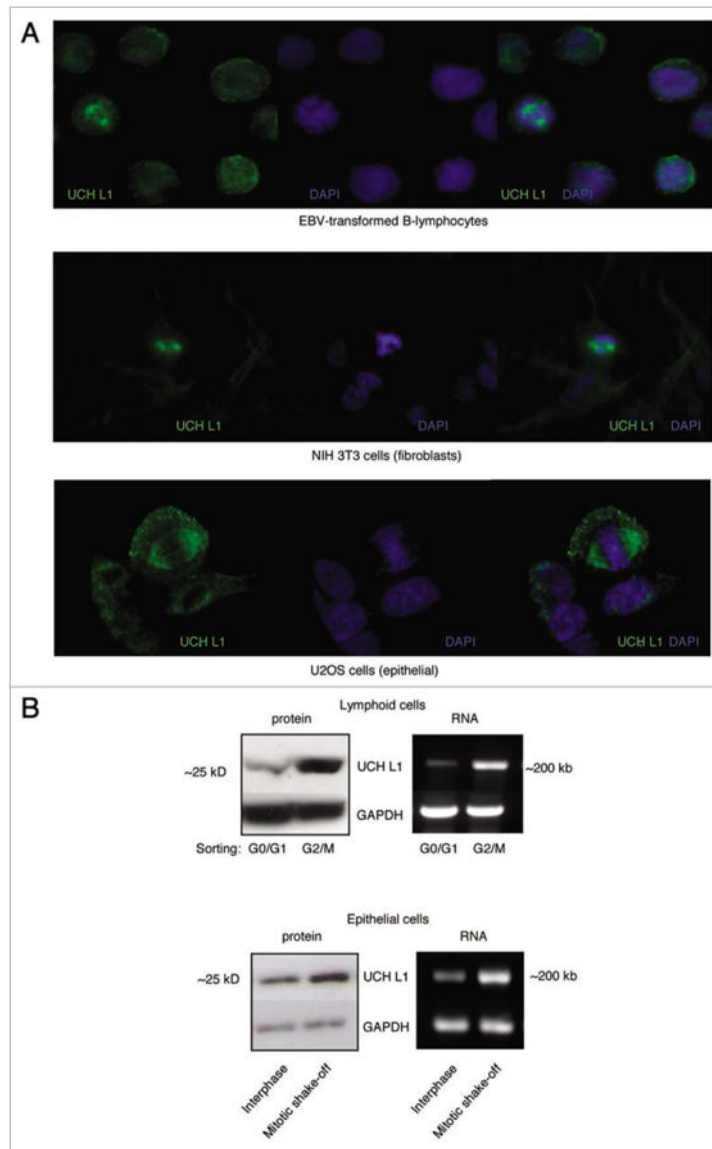 A
UCH L1 DAPI UCH L1 DAPI
EBV-transformed B-lymphocytes
UCH L1 DAPI UCH L1 DAPI
NIH 3T3 cells (fibroblasts)
UCH L1 DAPI UCH L1 DAPI
U2OS cells (epithelial)
B
Lymphoid cells
protein RNA
~25 kD UCH L1 ~200 kb
GAPDH
Sorting: G0/G1 G2/M G0/G1 G2/M
Epithelial cells
protein RNA
~25 kD UCH L1 ~200 kb
GAPDH
Interphase Mitotic shake-off Interphase Mitotic shake-off